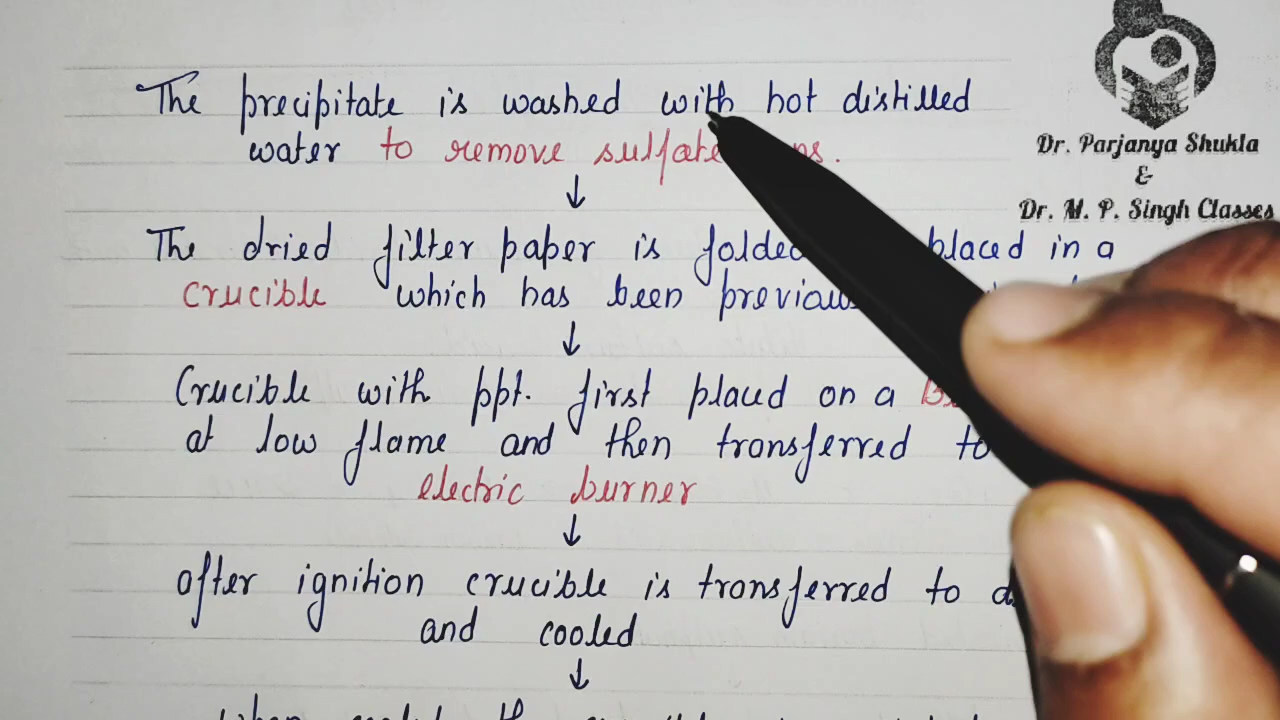 The precipitate is washed with hot distilled
water to remove sulfate
The dried filter paper is folded placed in a
crucible which has been
Crucible with ppt. first placed on a
at low flame and then transferred to
electric burner
after ignition crucible is transferred to
and cooled
Dr. Parjanya Shukla
&
Dr. M. P. Singh Classes